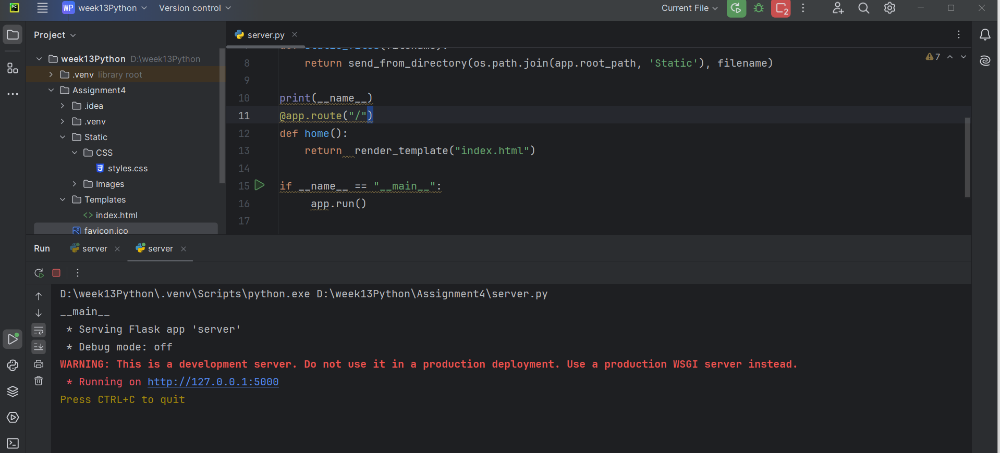 WP week13Python Version control Current File 2
Project
server.py
week13Python D:\week13Python
.venv library root
Assignment4
.idea
.venv
Static
CSS
styles.css
Images
Templates
index.html
favicon.ico
7
8 return send_from_directory(os.path.join(app.root_path, 'Static'), filename)
9
10 print(__name__)
11 @app.route("/")
12 def home():
13 return  render_template("index.html")
14
15 if __name__ == "__main__":
16 app.run()
17
Run server server
D:\week13Python\.venv\Scripts\python.exe D:\week13Python\Assignment4\server.py
__main__
* Serving Flask app 'server'
* Debug mode: off
WARNING: This is a development server. Do not use it in a production deployment. Use a production WSGI server instead.
* Running on http://127.0.0.1:5000
Press CTRL+C to quit